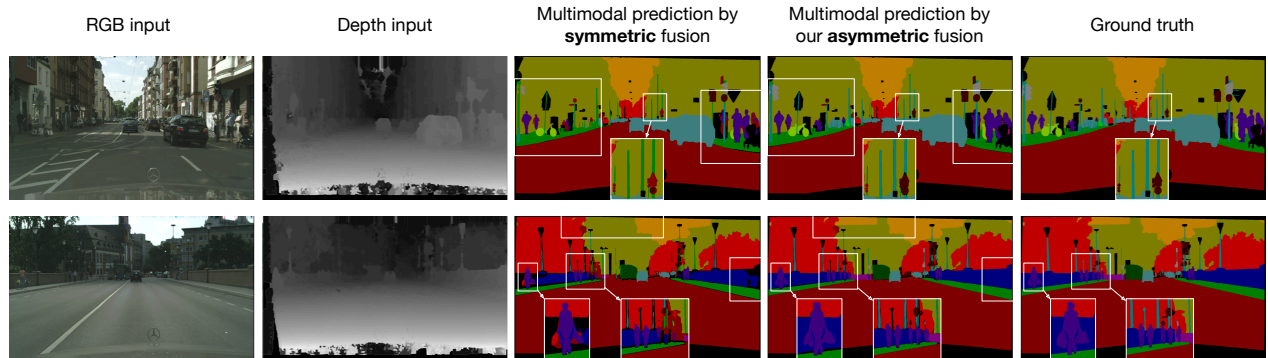 RGB input
Depth input
Multimodal prediction by
symmetric fusion
Multimodal prediction by
our asymmetric fusion
Ground truth